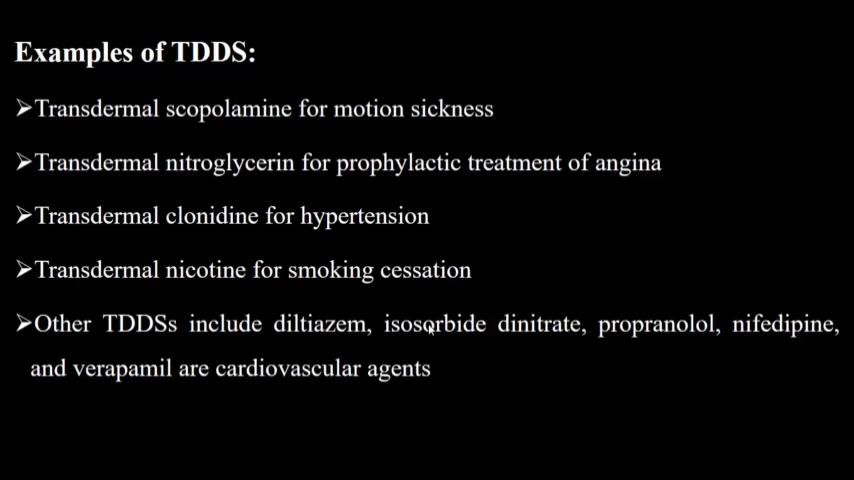 Examples of TDDS:
➢Transdermal scopolamine for motion sickness
➢Transdermal nitroglycerin for prophylactic treatment of angina
➢Transdermal clonidine for hypertension
➢Transdermal nicotine for smoking cessation
➢Other TDDSs include diltiazem, isosorbide dinitrate, propranolol, nifedipine,
and verapamil are cardiovascular agents